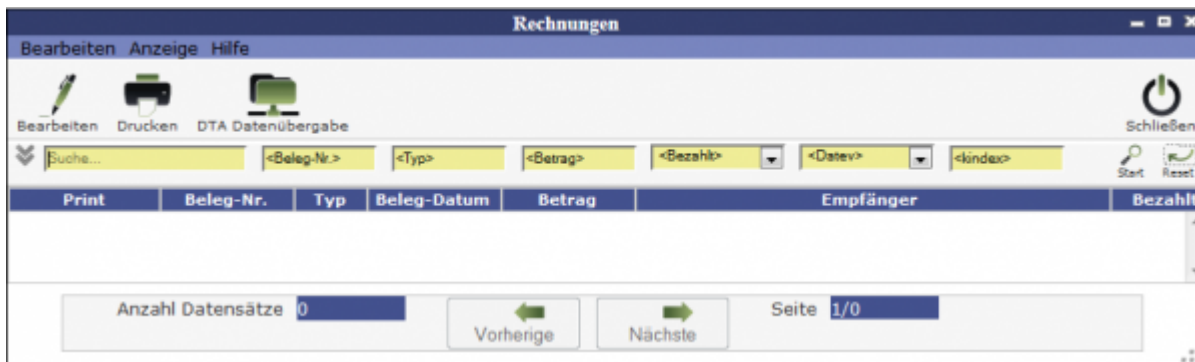 Rechnungen
Bearbeiten Anzeige Hilfe
Bearbeiten Drucken DTA Datenübergabe Schließen
Suche... <Beleg-Nr.> <Typ> <Betrag> <Bezahlt> <Datev> <kindex> Start Reset
Print Beleg-Nr. Typ Beleg-Datum Betrag Empfänger Bezahlt
Anzahl Datensätze 0 Vorherige Nächste Seite 1/0